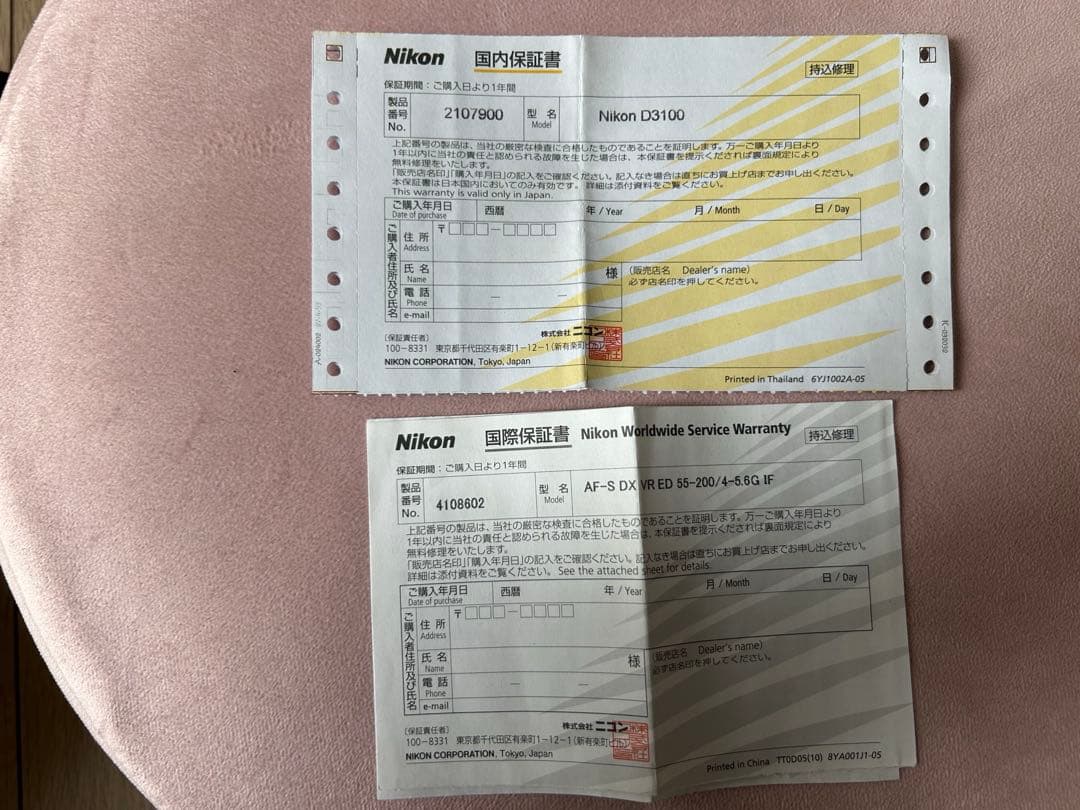 Nikon 国内保証書
持込修理
保証期間：ご購入日より1年間
製品番号 No. 2107900 型名 Model Nikon D3100
上記番号の製品は、当社の厳密な検査に合格したものであることを証明します。万一ご購入年月日より
1年以内に当社の責任と認められる故障を生じた場合は、本保証書を提示くだされば裏面規定により
無料修理をいたします。
「販売店名印」「購入年月日」の記入をご確認ください。記入なき場合は直ちにお買上げ店までお申し出ください。
本保証書は日本国内においてのみ有効です。 詳細は添付資料をご覧ください。
This warranty is valid only in Japan.
ご購入年月日 Date of purchase 西暦 年 / Year 月 / Month 日 / Day
ご購入者住所及び氏名
住所 Address 〒 －
氏名 Name 様
（販売店名 Dealer's name）
必ず店名印を押してください。
電話 Phone － －
e-mail
（保証責任者） 株式会社 ニコン
100－8331 東京都千代田区有楽町1－12－1（新有楽町ビル）
NIKON CORPORATION, Tokyo, Japan
Printed in Thailand 6YJ1002A-05
Nikon 国際保証書 Nikon Worldwide Service Warranty
持込修理
保証期間：ご購入日より1年間
製品番号 No. 4108602 型名 Model AF-S DX VR ED 55-200/4-5.6G IF
上記番号の製品は、当社の厳密な検査に合格したものであることを証明します。万一ご購入年月日より
1年以内に当社の責任と認められる故障を生じた場合は、本保証書を提示くだされば裏面規定により
無料修理をいたします。
「販売店名印」「購入年月日」の記入をご確認ください。記入なき場合は直ちにお買上げ店までお申し出ください。
詳細は添付資料をご覧ください。 See the attached sheet for details.
ご購入年月日 Date of purchase 西暦 年 / Year 月 / Month 日 / Day
ご購入者住所及び氏名
住所 Address 〒 －
氏名 Name 様
（販売店名 Dealer's name）
必ず店名印を押してください。
電話 Phone － －
e-mail
（保証責任者） 株式会社 ニコン
100－8331 東京都千代田区有楽町1－12－1（新有楽町ビル）
NIKON CORPORATION, Tokyo, Japan
Printed in China TT0D05(10) 8YA001J1-05